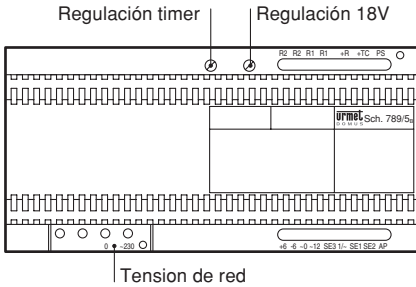 Regulación timer Regulación 18V
R2 R2 R1 R1 +R +TC PS
urmet
DOMUS
Sch. 789/5B
0 ~230
+6 -6 ~0 ~12 SE3 1/~ SE1 SE2 AP
Tension de red